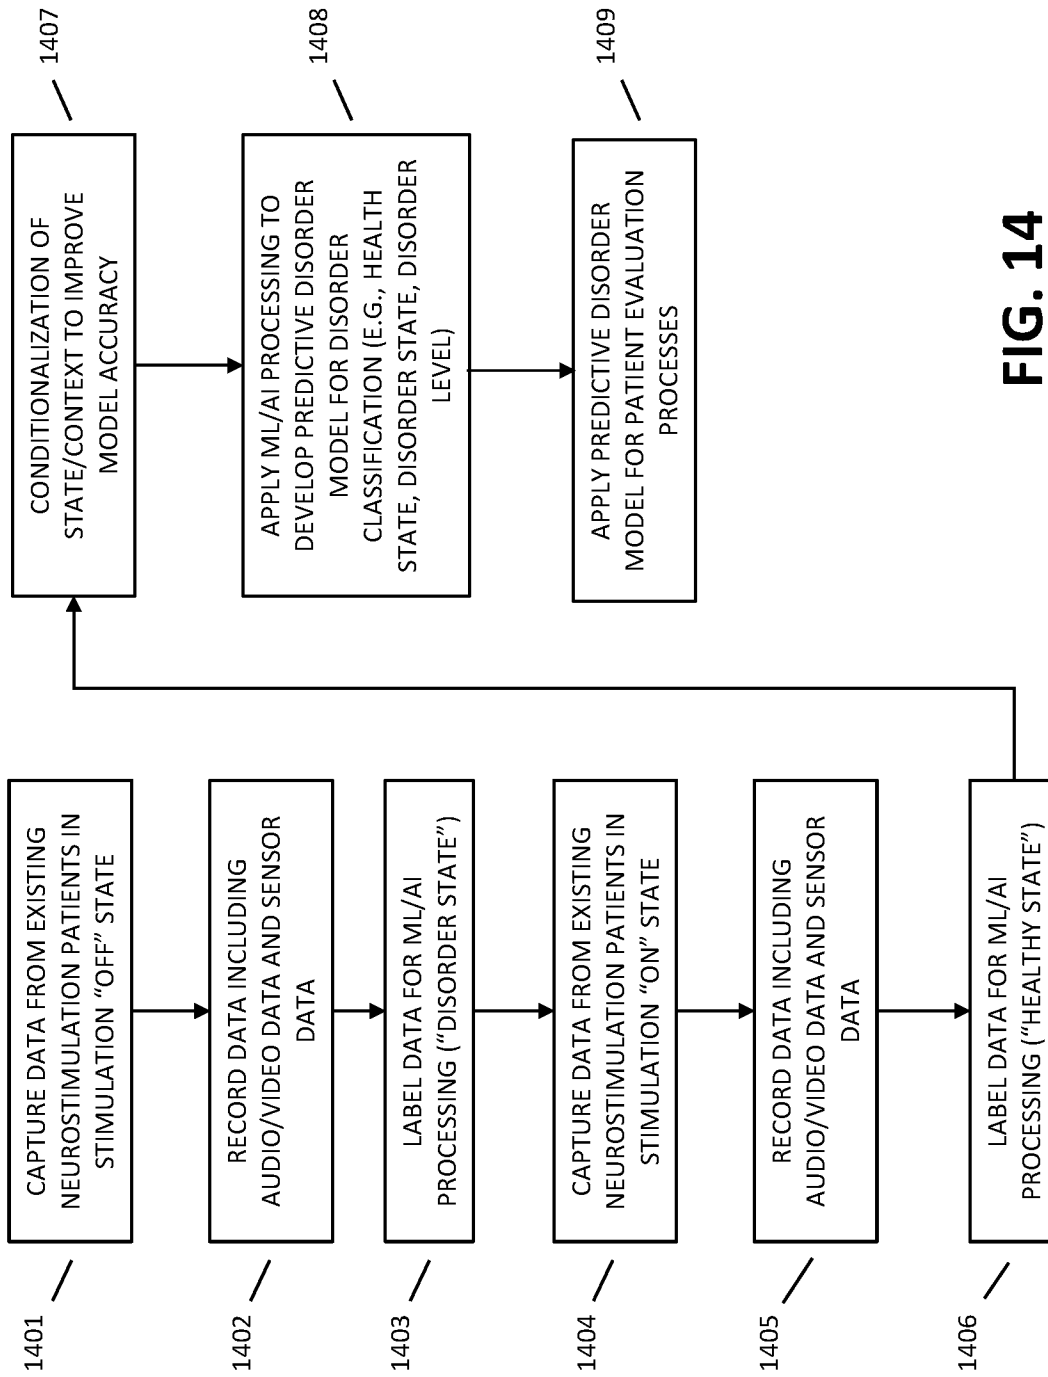 1401
CAPTURE DATA FROM EXISTING
NEUROSTIMULATION PATIENTS IN
STIMULATION “OFF” STATE
1402
RECORD DATA INCLUDING
AUDIO/VIDEO DATA AND SENSOR
DATA
1403
LABEL DATA FOR ML/AI
PROCESSING (“DISORDER STATE”)
1404
CAPTURE DATA FROM EXISTING
NEUROSTIMULATION PATIENTS IN
STIMULATION “ON” STATE
1405
RECORD DATA INCLUDING
AUDIO/VIDEO DATA AND SENSOR
DATA
1406
LABEL DATA FOR ML/AI
PROCESSING (“HEALTHY STATE”)
1407
CONDITIONALIZATION OF
STATE/CONTEXT TO IMPROVE
MODEL ACCURACY
1408
APPLY ML/AI PROCESSING TO
DEVELOP PREDICTIVE DISORDER
MODEL FOR DISORDER
CLASSIFICATION (E.G., HEALTH
STATE, DISORDER STATE, DISORDER
LEVEL)
1409
APPLY PREDICTIVE DISORDER
MODEL FOR PATIENT EVALUATION
PROCESSES
FIG. 14